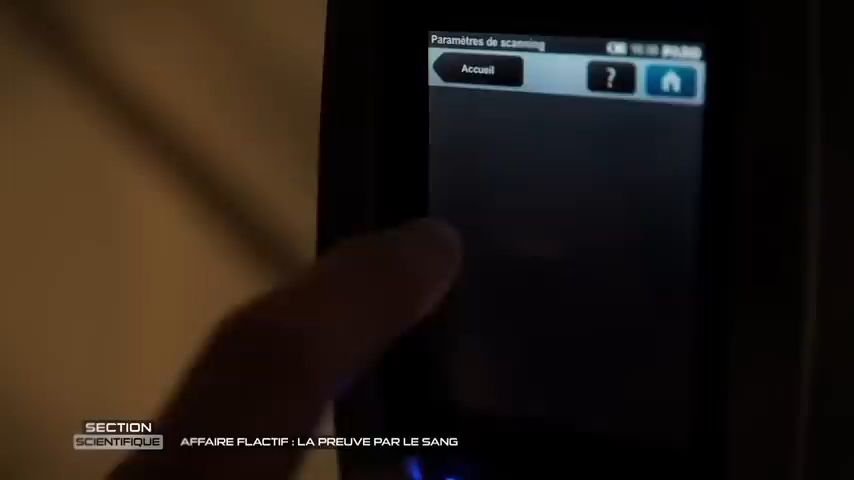 Paramètres de scanning
Accueil
?
SECTION
SCIENTIFIQUE
AFFAIRE FLACTIF : LA PREUVE PAR LE SANG